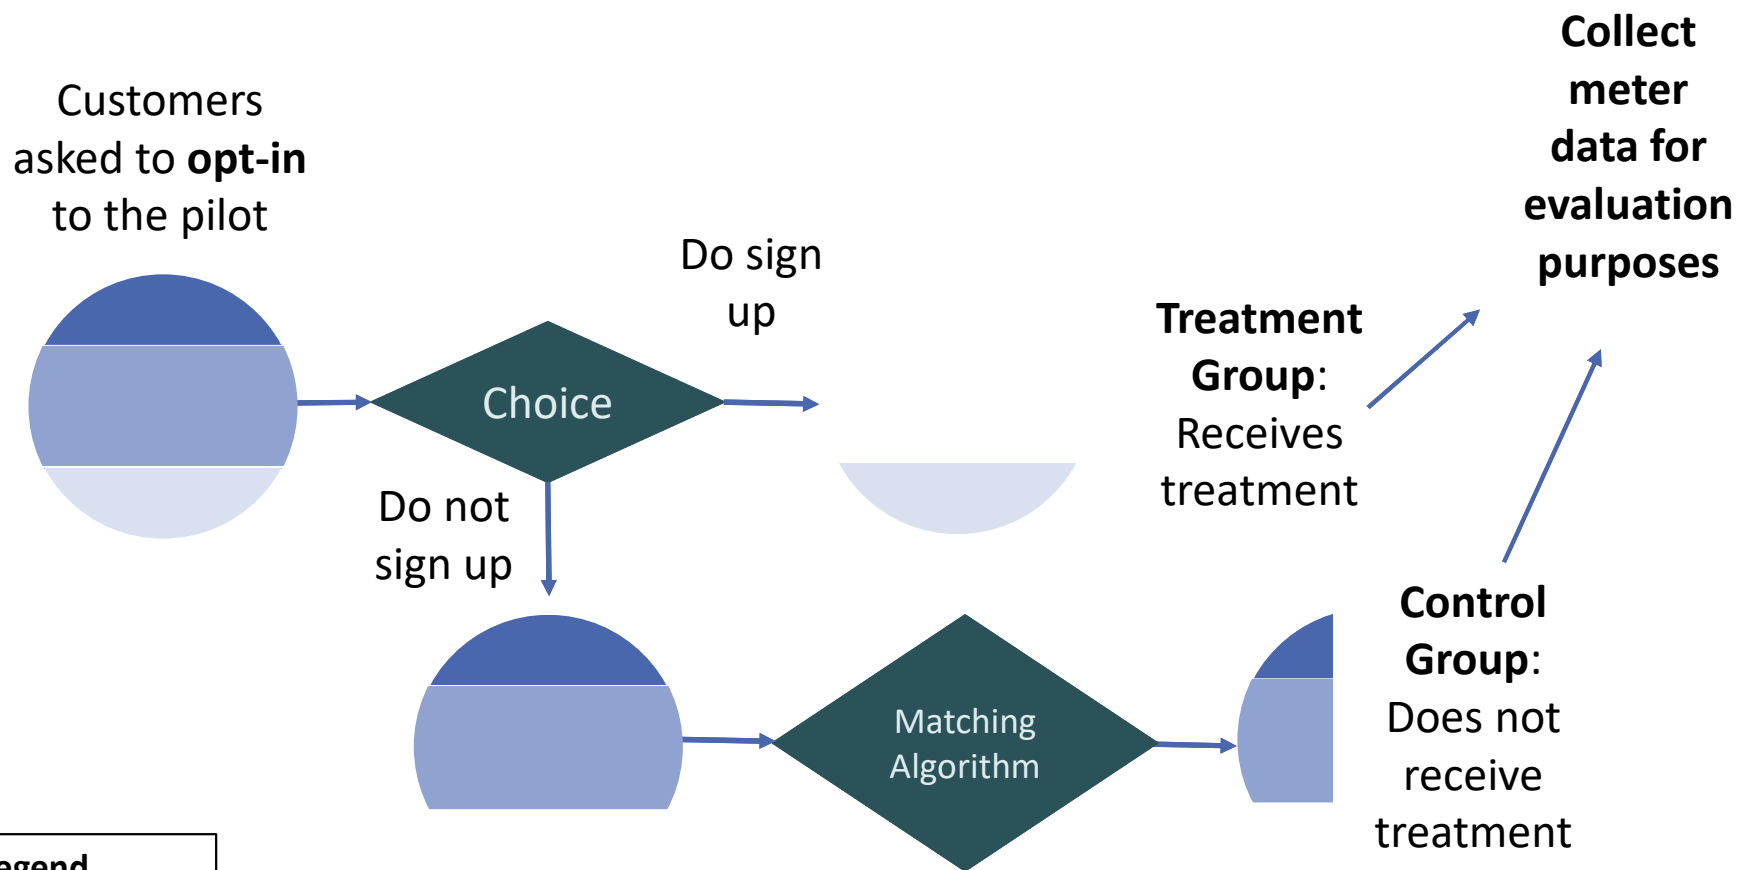 Customers
asked to opt-in
to the pilot
Choice
Do sign
up
Do not
sign up
Matching
Algorithm
Treatment
Group:
Receives
treatment
Control
Group:
Does not
receive
treatment
Collect
meter
data for
evaluation
purposes